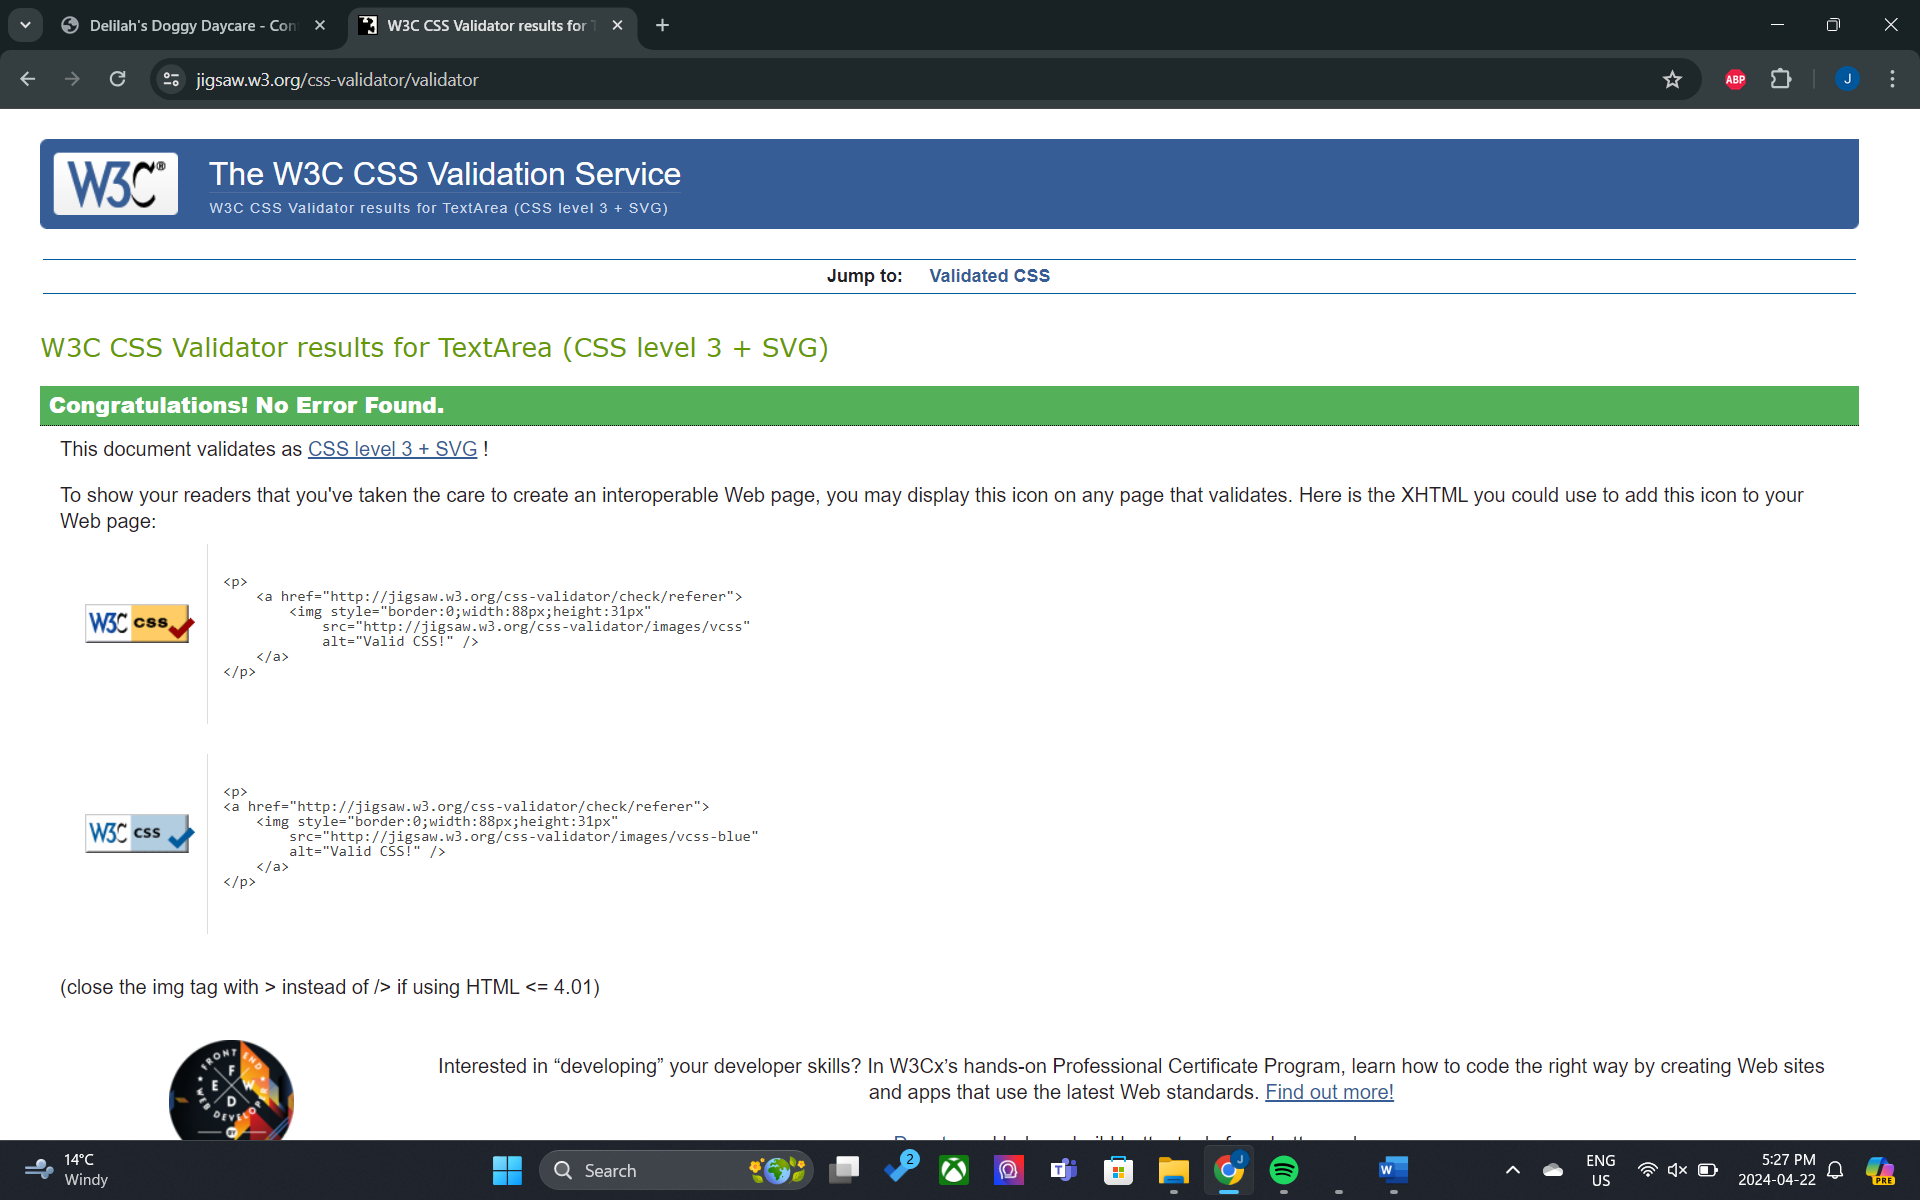 Delilah's Doggy Daycare - Con
W3C CSS Validator results for T
jigsaw.w3.org/css-validator/validator
ABP
J
W3C®
The W3C CSS Validation Service
W3C CSS Validator results for TextArea (CSS level 3 + SVG)
Jump to: Validated CSS
W3C CSS Validator results for TextArea (CSS level 3 + SVG)
Congratulations! No Error Found.
This document validates as CSS level 3 + SVG !
To show your readers that you've taken the care to create an interoperable Web page, you may display this icon on any page that validates. Here is the XHTML you could use to add this icon to your
Web page:
W3C css
<p>
<a href="http://jigsaw.w3.org/css-validator/check/referer">
<img style="border:0;width:88px;height:31px"
src="http://jigsaw.w3.org/css-validator/images/vcss"
alt="Valid CSS!" />
</a>
</p>
W3C css
<p>
<a href="http://jigsaw.w3.org/css-validator/check/referer">
<img style="border:0;width:88px;height:31px"
src="http://jigsaw.w3.org/css-validator/images/vcss-blue"
alt="Valid CSS!" />
</a>
</p>
(close the img tag with > instead of /> if using HTML <= 4.01)
FRONT END
F
E W
D
WEB DEVELOPER
BY
Interested in “developing” your developer skills? In W3Cx’s hands-on Professional Certificate Program, learn how to code the right way by creating Web sites
and apps that use the latest Web standards. Find out more!
14°C
Windy
Search
2
J
ENG
US
5:27 PM
2024-04-22
PRE